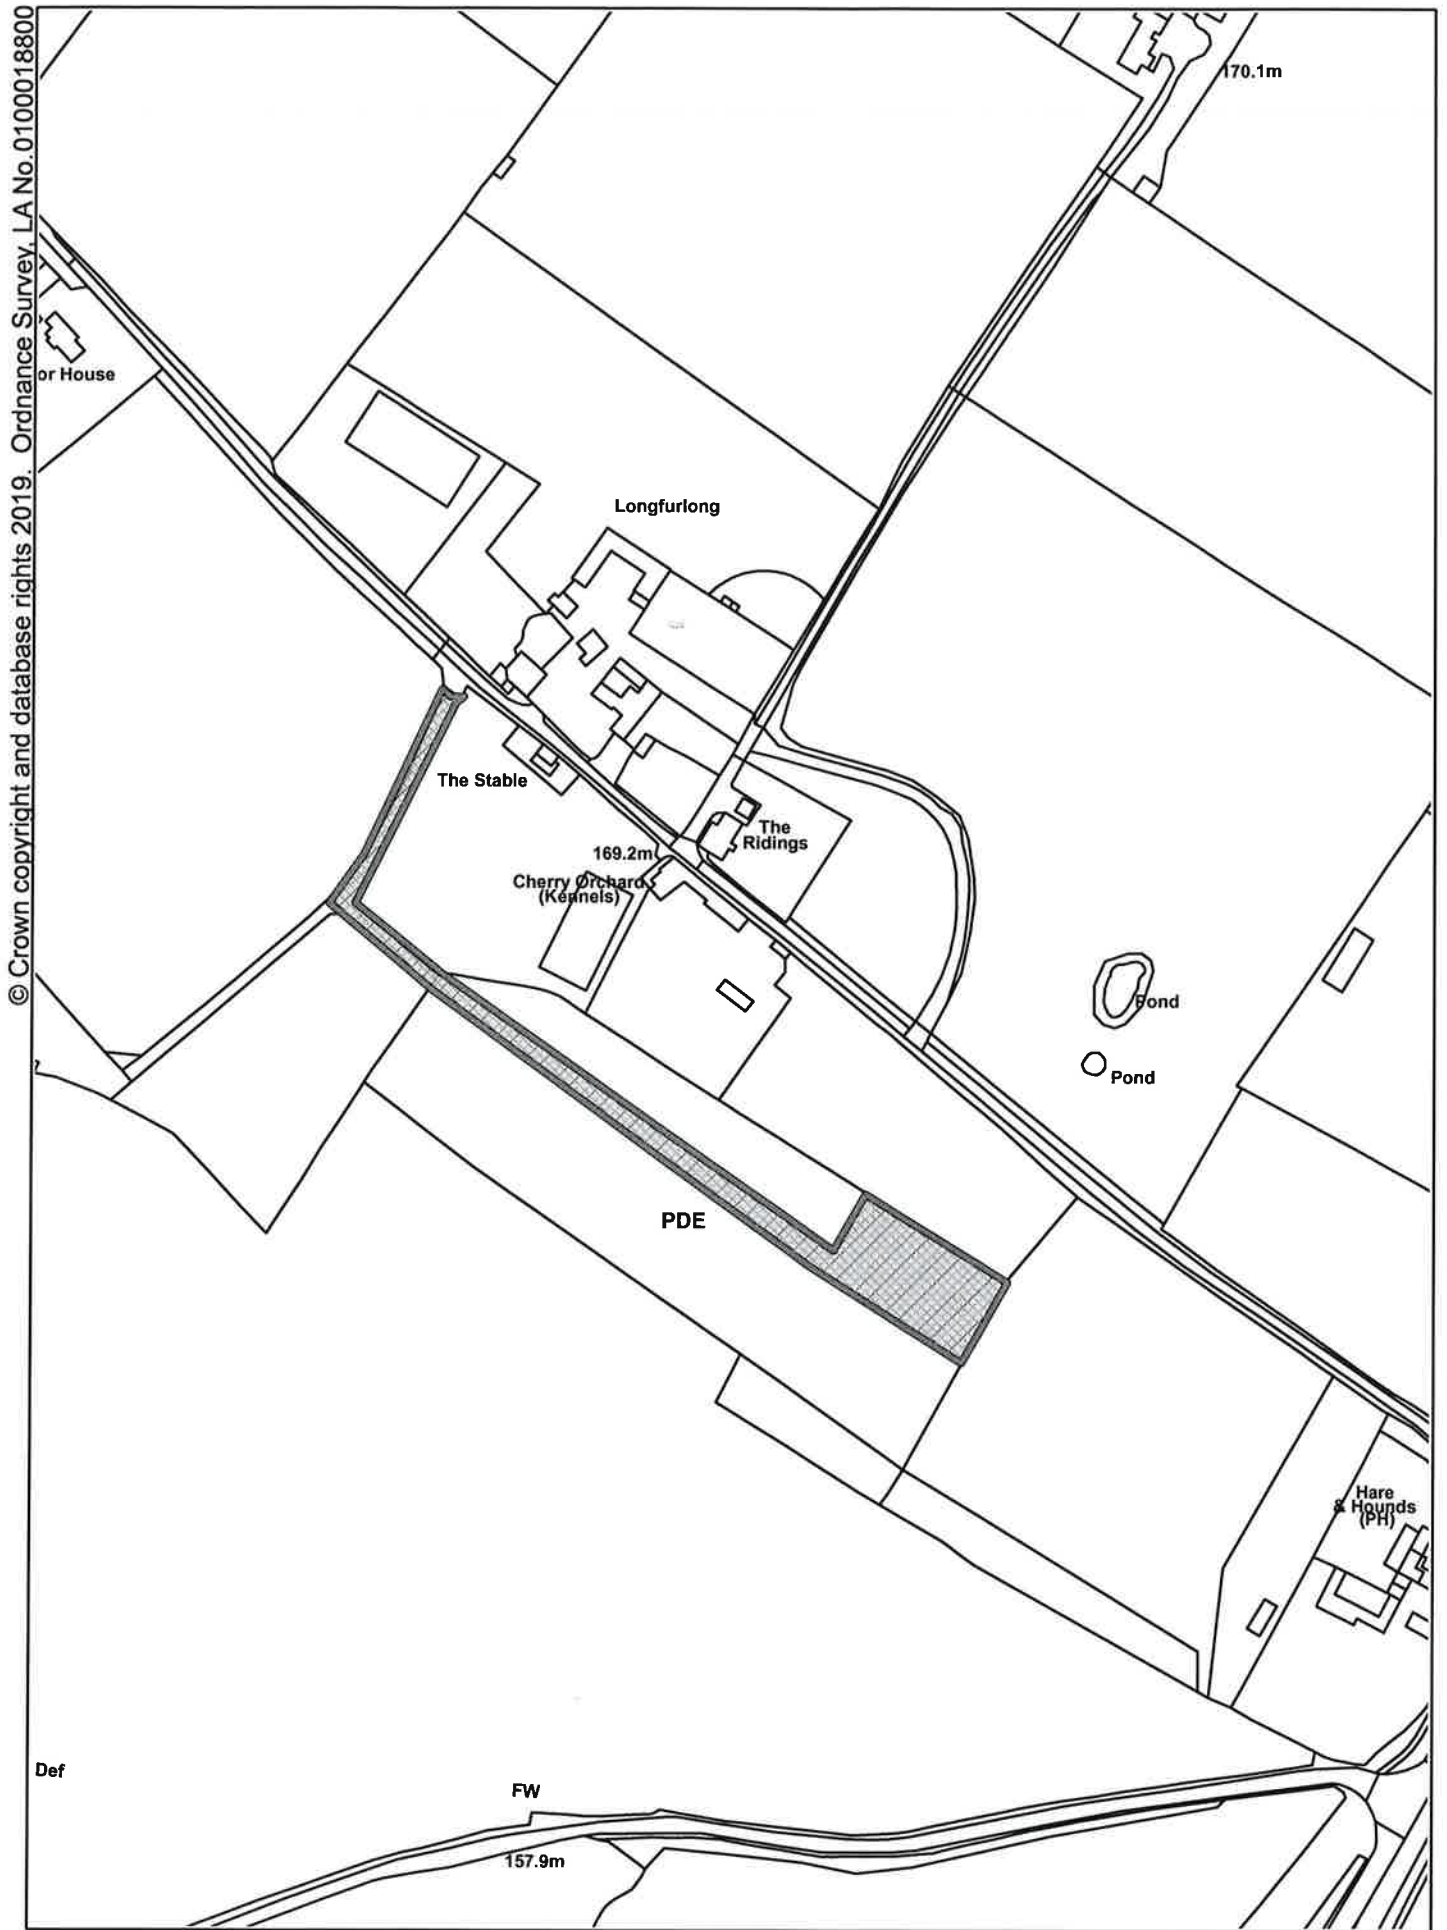 © Crown copyright and database rights 2019. Ordnance Survey, LA No.0100018800
170.1m
or House
Longfurlong
The Stable
The
Ridings
169.2m
Cherry Orchard
(Kennels)
Pond
Pond
PDE
Hare
& Hounds
(PH)
Def
FW
157.9m